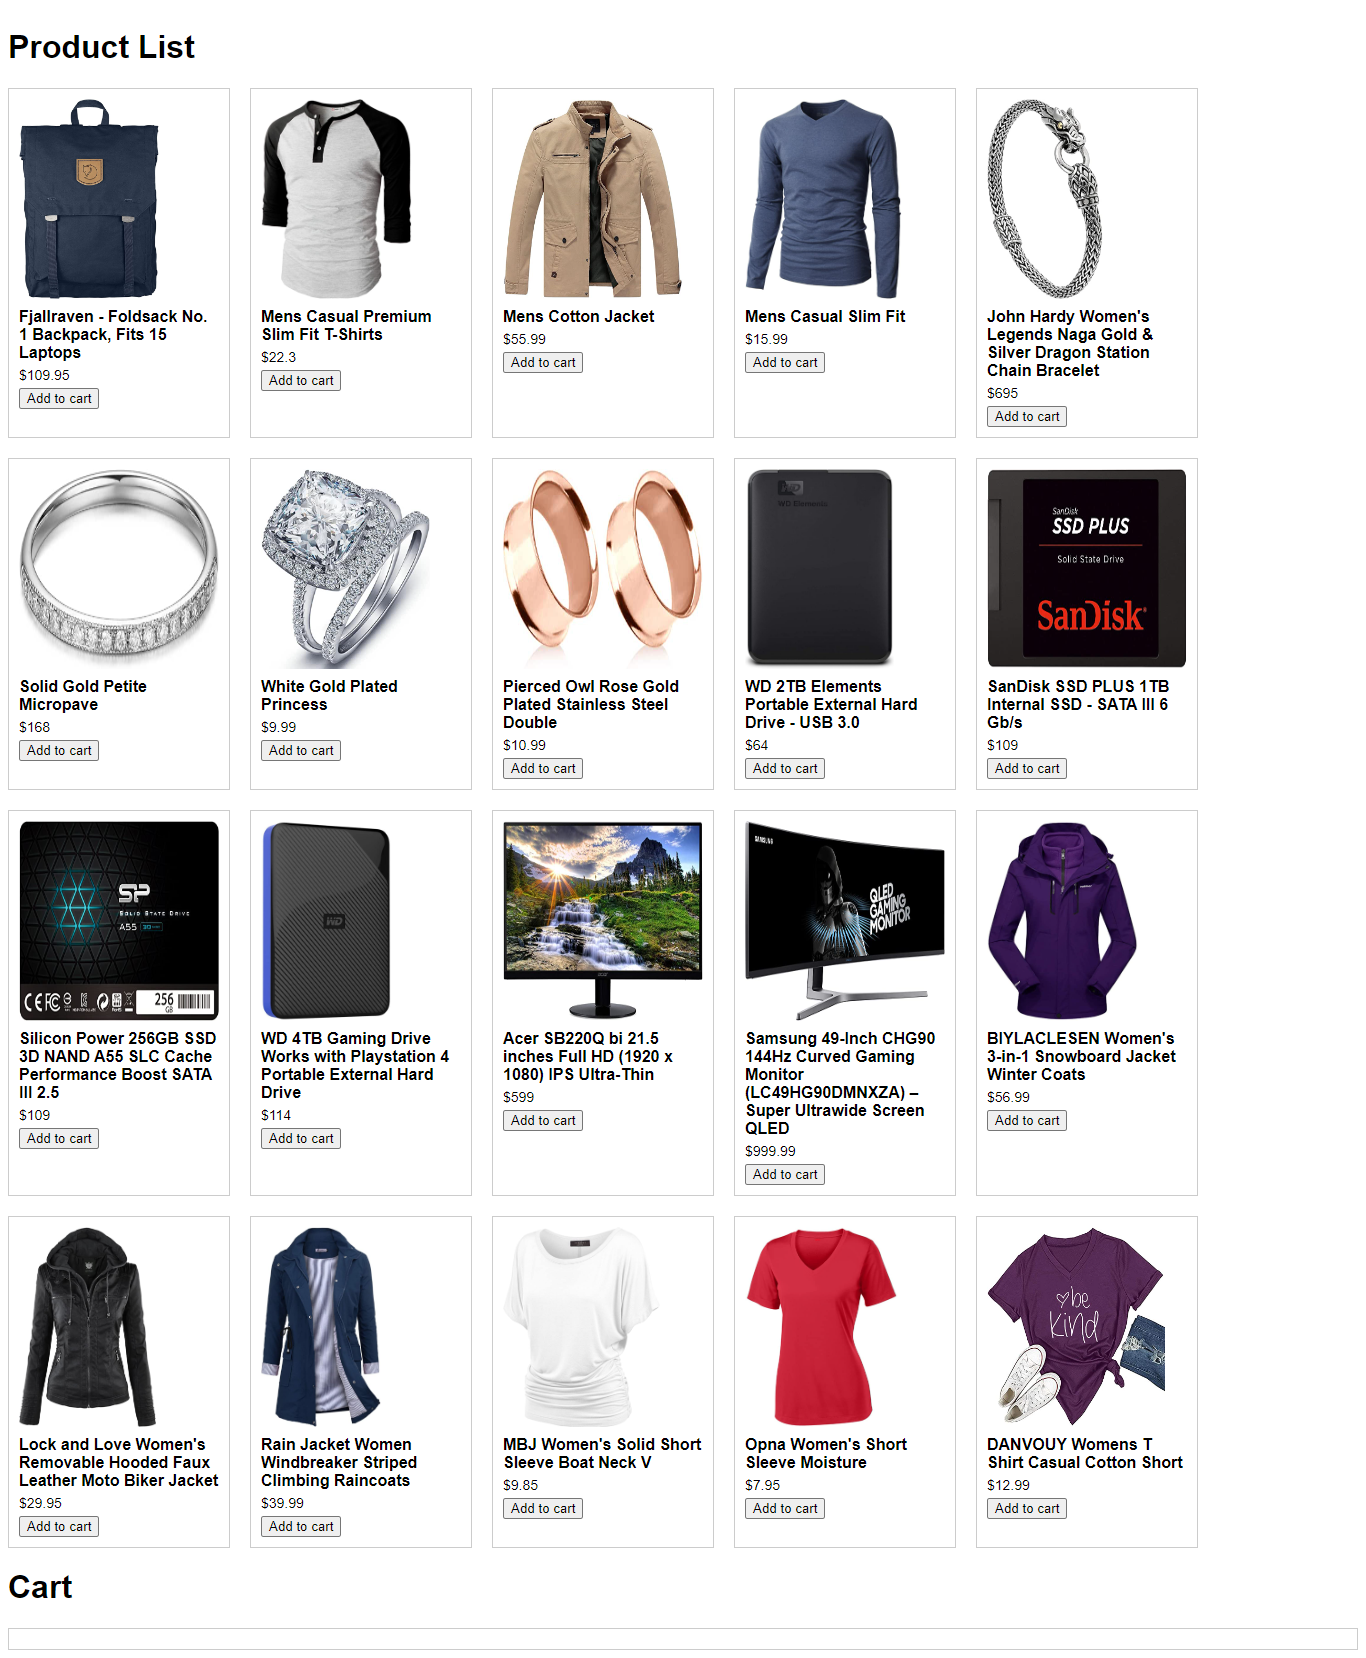 Product List
Fjallraven - Foldsack No.
1 Backpack, Fits 15
Laptops
$109.95
Add to cart
Mens Casual Premium
Slim Fit T-Shirts
$22.3
Add to cart
Mens Cotton Jacket
$55.99
Add to cart
Mens Casual Slim Fit
$15.99
Add to cart
John Hardy Women's
Legends Naga Gold &
Silver Dragon Station
Chain Bracelet
$695
Add to cart
Solid Gold Petite
Micropave
$168
Add to cart
White Gold Plated
Princess
$9.99
Add to cart
Pierced Owl Rose Gold
Plated Stainless Steel
Double
$10.99
Add to cart
WD
WD Elements
WD 2TB Elements
Portable External Hard
Drive - USB 3.0
$64
Add to cart
SanDisk
SSD PLUS
Solid State Drive
SanDisk
SanDisk SSD PLUS 1TB
Internal SSD - SATA III 6
Gb/s
$109
Add to cart
SP
SOLID STATE DRIVE
A55
256
GB
Silicon Power 256GB SSD
3D NAND A55 SLC Cache
Performance Boost SATA
III 2.5
$109
Add to cart
WD
WD 4TB Gaming Drive
Works with Playstation 4
Portable External Hard
Drive
$114
Add to cart
Acer SB220Q bi 21.5
inches Full HD (1920 x
1080) IPS Ultra-Thin
$599
Add to cart
SAMSUNG
QLED
GAMING
MONITOR
Samsung 49-Inch CHG90
144Hz Curved Gaming
Monitor
(LC49HG90DMNXZA) –
Super Ultrawide Screen
QLED
$999.99
Add to cart
BIYLACLESEN Women's
3-in-1 Snowboard Jacket
Winter Coats
$56.99
Add to cart
Lock and Love Women's
Removable Hooded Faux
Leather Moto Biker Jacket
$29.95
Add to cart
Rain Jacket Women
Windbreaker Striped
Climbing Raincoats
$39.99
Add to cart
MBJ Women's Solid Short
Sleeve Boat Neck V
$9.85
Add to cart
Opna Women's Short
Sleeve Moisture
$7.95
Add to cart
be
kind
DANVOUY Womens T
Shirt Casual Cotton Short
$12.99
Add to cart
Cart